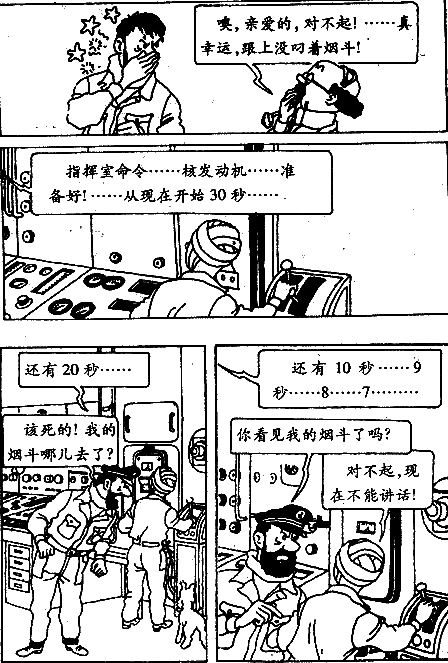 噢，亲爱的，对不起！……真
幸运，跟上没叼着烟斗！
指挥室命令……核发动机……准
备好！……从现在开始 30 秒……
还有 20 秒……
该死的！我的
烟斗哪儿去了？
还有 10 秒……9
秒……8……7………
你看见我的烟斗了吗？
对不起，现
在不能讲话！